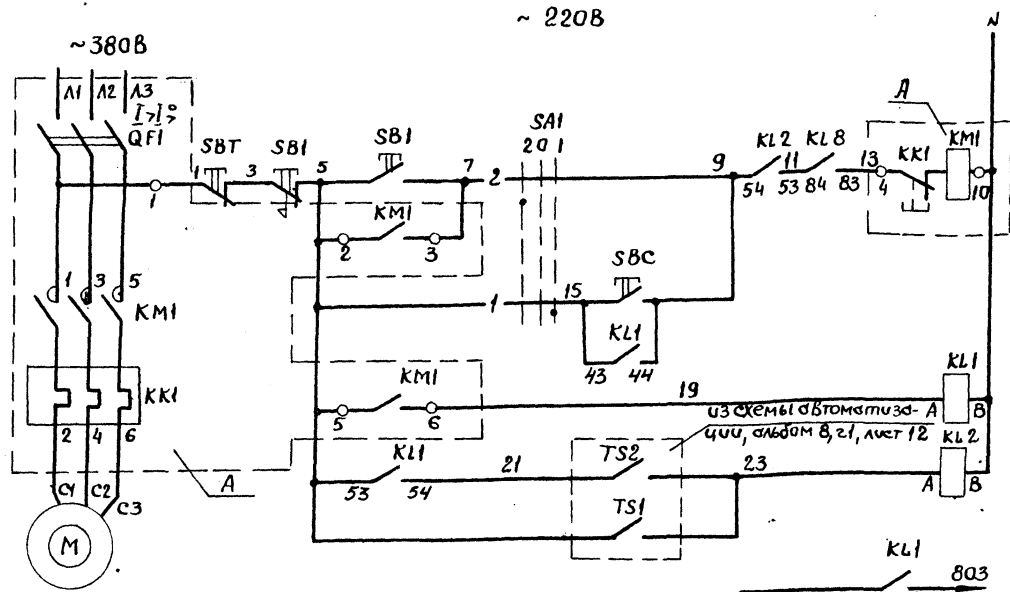 ~ 220В
N
~380В
Л1 Л2 Л3
I>I>°
QF1
A
SBT SB1 SB1 SA1 KL2 KL8 KK1 KM1
2 0 1
1 3 5 7 2 9 11 13
54 53 84 83 4 10
1
KM1
2 3
SBC
1 3 5
1 15
KM1
KL1
43 44
KM1 19 KL1
KK1
5 6
из схемы автоматиза- A B
ции, альбом 8, г1, лист 12 KL2
2 4 6
KL1 21 TS2 23
A
53 54 A B
C1 C2 C3
TS1
M
KL1 803